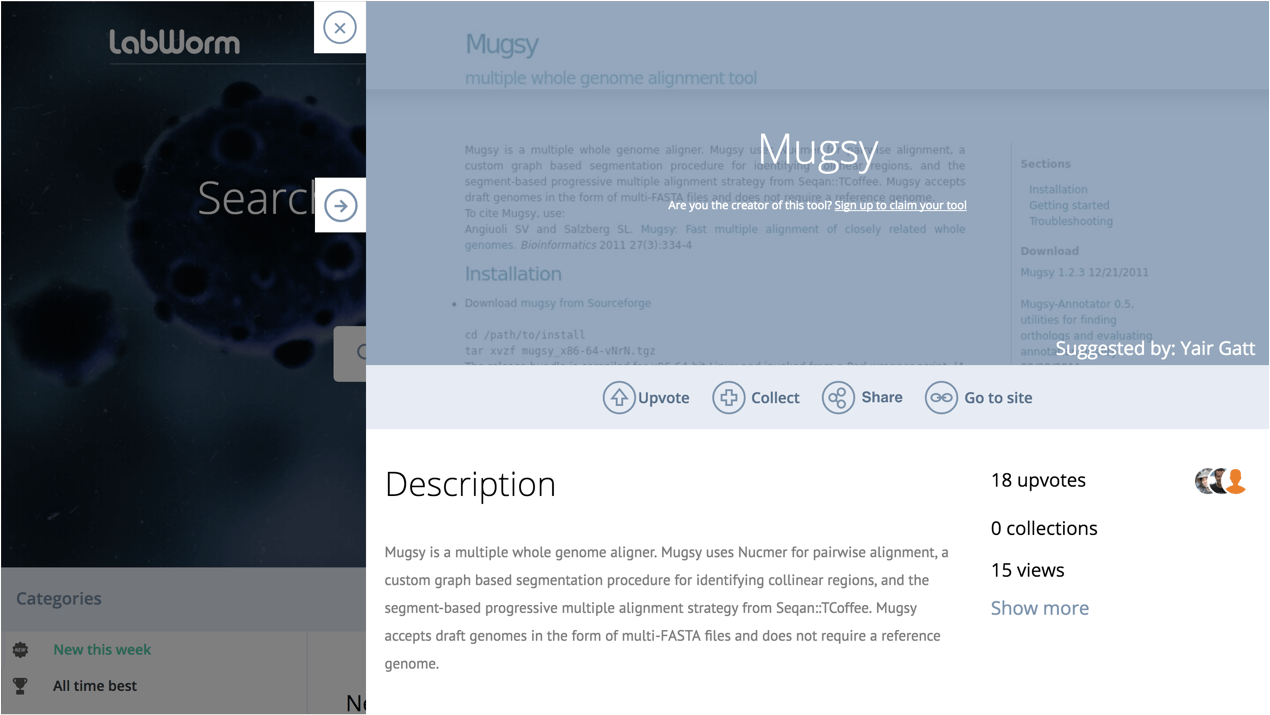 LabWorm
Search
Categories
New this week
All time best
Mugsy
multiple whole genome alignment tool
Mugsy
Are you the creator of this tool? Sign up to claim your tool
Mugsy is a multiple whole genome aligner. Mugsy alignment, a
custom graph based segmentation procedure for identifying collinear regions, and the
segment-based progressive multiple alignment strategy from Seqan::TCoffee. Mugsy accepts
draft genomes in the form of multi-FASTA files and does not require a reference genome.
To cite Mugsy, use:
Angiuoli SV and Salzberg SL. Mugsy: Fast multiple alignment of closely related whole
genomes. Bioinformatics 2011 27(3):334-4
Installation
• Download mugsy from Sourceforge
cd /path/to/install
tar xvzf mugsy_x86-64-vNrN.tgz
Sections
Installation
Getting started
Troubleshooting
Download
Mugsy 1.2.3 12/21/2011
Mugsy-Annotator 0.5,
utilities for finding
orthologs and evaluating
Suggested by: Yair Gatt
Upvote Collect Share Go to site
Description
Mugsy is a multiple whole genome aligner. Mugsy uses Nucmer for pairwise alignment, a
custom graph based segmentation procedure for identifying collinear regions, and the
segment-based progressive multiple alignment strategy from Seqan::TCoffee. Mugsy
accepts draft genomes in the form of multi-FASTA files and does not require a reference
genome.
18 upvotes
0 collections
15 views
Show more